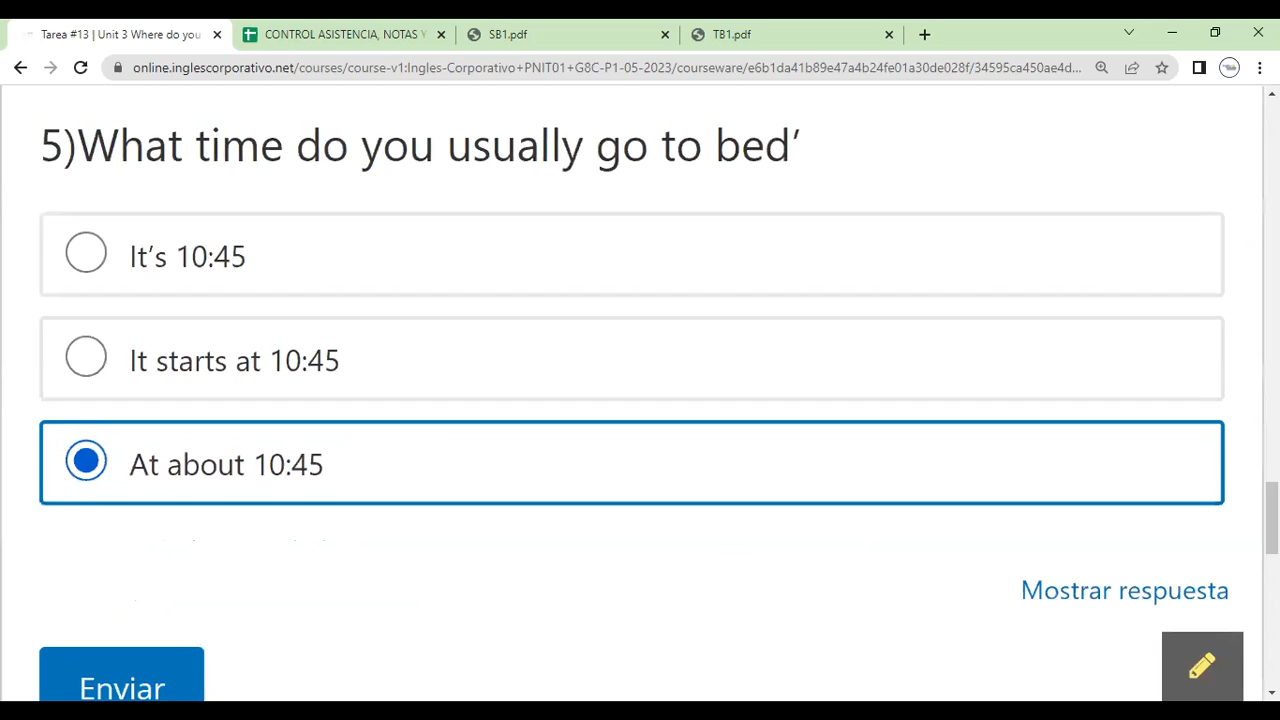 Tarea #13 | Unit 3 Where do you
CONTROL ASISTENCIA, NOTAS Y
SB1.pdf
TB1.pdf
online.inglescorporativo.net/courses/course-v1:Ingles-Corporativo+PNIT01+G8C-P1-05-2023/courseware/e6b1da41b89e47a4b24fe01a30de028f/34595ca450ae4d...
5)What time do you usually go to bed’
It’s 10:45
It starts at 10:45
At about 10:45
Mostrar respuesta
Enviar